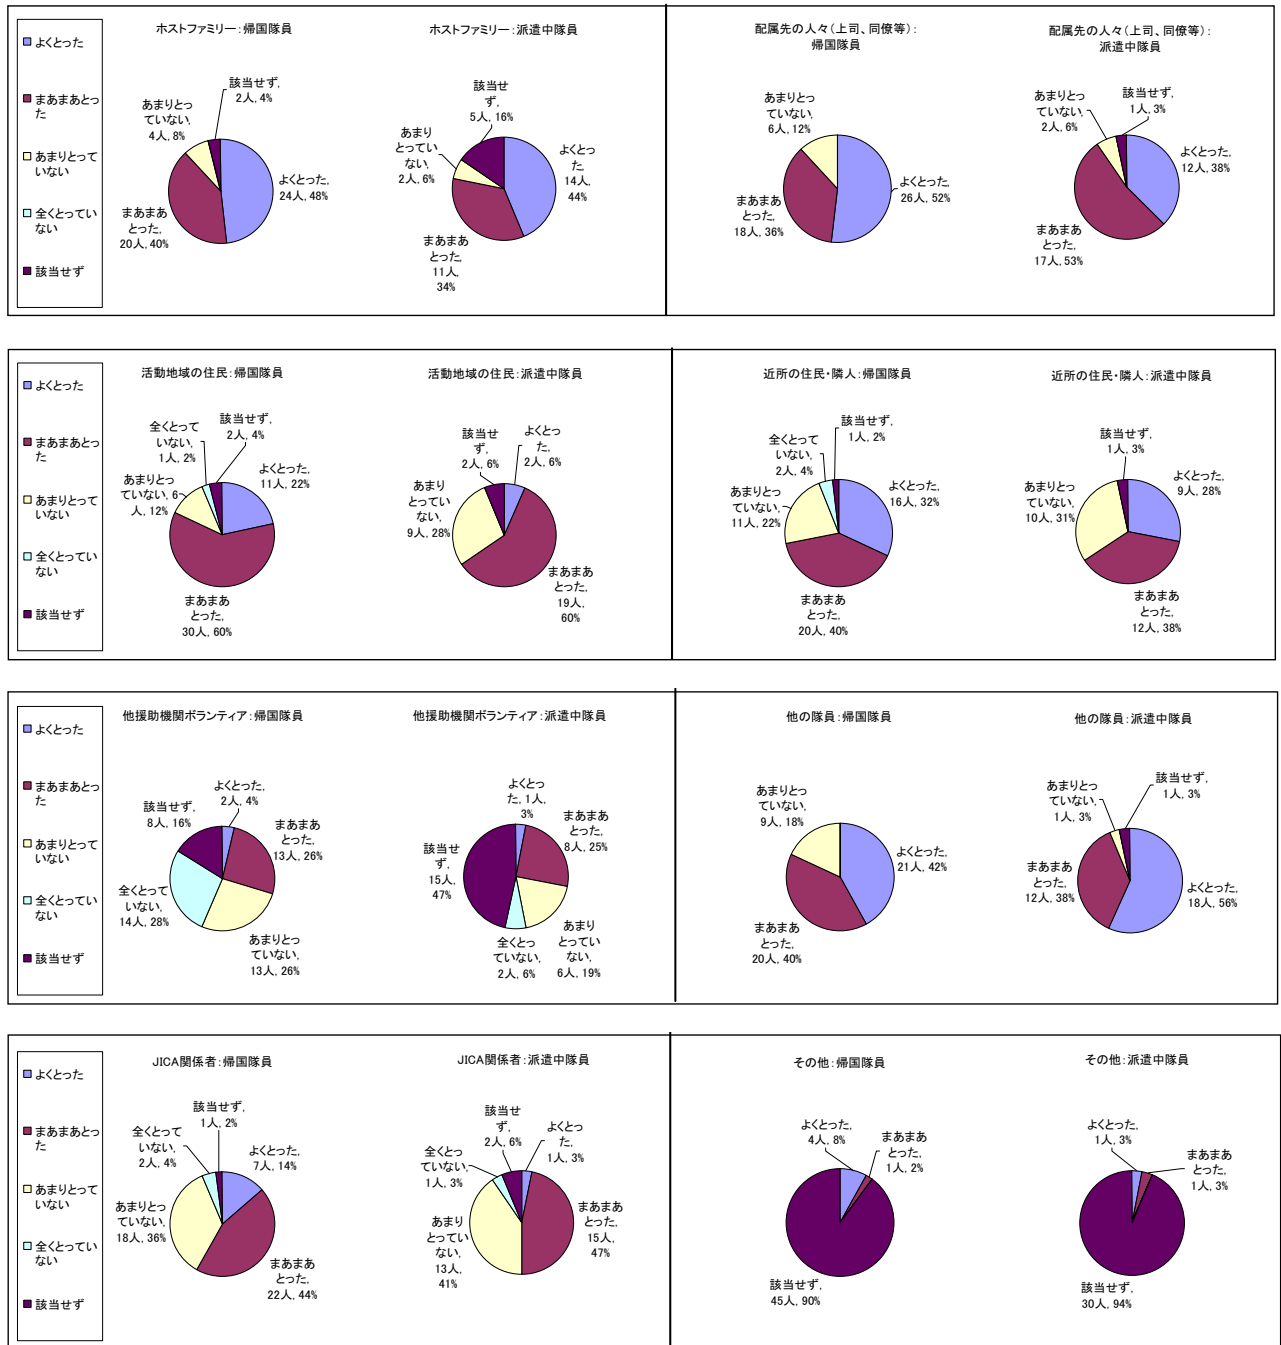 よくとった
まあまあとっ
た
あまりとって
いない
全くとってい
ない
該当せず
ホストファミリー：帰国隊員
該当せず,
2人, 4%
あまりとっ
ていない,
4人, 8%
よくとった,
24人, 48%
まあまあ
とった,
20人, 40%
ホストファミリー：派遣中隊員
該当せ
ず,
5人, 16%
あまり
とってい
ない,
2人, 6%
よくとっ
た,
14人,
44%
まあまあ
とった,
11人,
34%
配属先の人々（上司、同僚等）：
帰国隊員
あまりとっ
ていない,
6人, 12%
よくとった,
26人, 52%
まあまあ
とった,
18人, 36%
配属先の人々（上司、同僚等）：
派遣中隊員
あまりとっ
ていない,
2人, 6%
該当せず,
1人, 3%
よくとった,
12人, 38%
まあまあ
とった,
17人, 53%
よくとった
まあまあとっ
た
あまりとって
いない
全くとってい
ない
該当せず
活動地域の住民：帰国隊員
全くとって
いない,
1人, 2%
該当せず,
2人, 4%
あまりとっ
ていない, 6
人, 12%
よくとった,
11人, 22%
まあまあ
とった,
30人, 60%
活動地域の住民：派遣中隊員
該当せ
ず,
2人, 6%
よくとっ
た,
2人, 6%
あまり
とってい
ない,
9人, 28%
まあまあ
とった,
19人,
60%
近所の住民・隣人：帰国隊員
全くとって
いない,
2人, 4%
該当せず,
1人, 2%
あまりとっ
ていない,
11人, 22%
よくとった,
16人, 32%
まあまあ
とった,
20人, 40%
近所の住民・隣人：派遣中隊員
該当せず,
1人, 3%
あまりとっ
ていない,
10人, 31%
よくとった,
9人, 28%
まあまあ
とった,
12人, 38%
よくとった
まあまあとっ
た
あまりとって
いない
全くとってい
ない
該当せず
他援助機関ボランティア：帰国隊員
該当せず,
8人, 16%
よくとった,
2人, 4%
まあまあ
とった,
13人, 26%
全くとって
いない,
14人, 28%
あまりとっ
ていない,
13人, 26%
他援助機関ボランティア：派遣中隊員
よくとっ
た, 1人,
3%
まあまあ
とった,
8人, 25%
該当せ
ず,
15人,
47%
全くとっ
ていない,
2人, 6%
あまり
とってい
ない,
6人, 19%
他の隊員：帰国隊員
あまりとっ
ていない,
9人, 18%
よくとった,
21人, 42%
まあまあ
とった,
20人, 40%
他の隊員：派遣中隊員
あまりとっ
ていない,
1人, 3%
該当せず,
1人, 3%
まあまあ
とった,
12人, 38%
よくとった,
18人, 56%
よくとった
まあまあとっ
た
あまりとって
いない
全くとってい
ない
該当せず
JICA関係者：帰国隊員
該当せず,
1人, 2%
全くとって
いない,
2人, 4%
よくとった,
7人, 14%
あまりとっ
ていない,
18人, 36%
まあまあ
とった,
22人, 44%
JICA関係者：派遣中隊員
該当せ
ず,
2人, 6%
よくとっ
た,
1人, 3%
全くとっ
ていない,
1人, 3%
まあまあ
とった,
15人,
47%
あまり
とってい
ない,
13人,
41%
その他：帰国隊員
よくとった,
4人, 8%
まあまあ
とった,
1人, 2%
該当せず,
45人, 90%
その他：派遣中隊員
よくとった,
1人, 3%
まあまあ
とった,
1人, 3%
該当せず,
30人, 94%